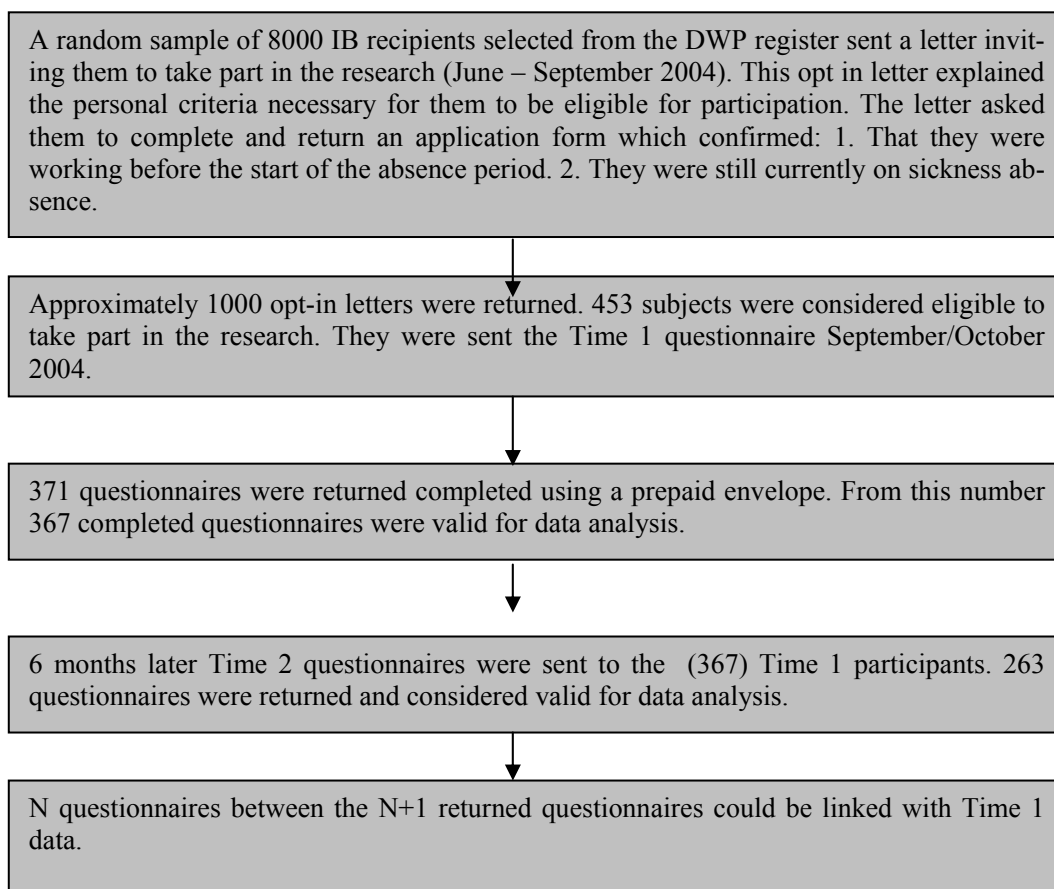 A random sample of 8000 IB recipients selected from the DWP register sent a letter invit-
ing them to take part in the research (June – September 2004). This opt in letter explained
the personal criteria necessary for them to be eligible for participation. The letter asked
them to complete and return an application form which confirmed: 1. That they were
working before the start of the absence period. 2. They were still currently on sickness ab-
sence.
Approximately 1000 opt-in letters were returned. 453 subjects were considered eligible to
take part in the research. They were sent the Time 1 questionnaire September/October
2004.
371 questionnaires were returned completed using a prepaid envelope. From this number
367 completed questionnaires were valid for data analysis.
6 months later Time 2 questionnaires were sent to the (367) Time 1 participants. 263
questionnaires were returned and considered valid for data analysis.
N questionnaires between the N+1 returned questionnaires could be linked with Time 1
data.